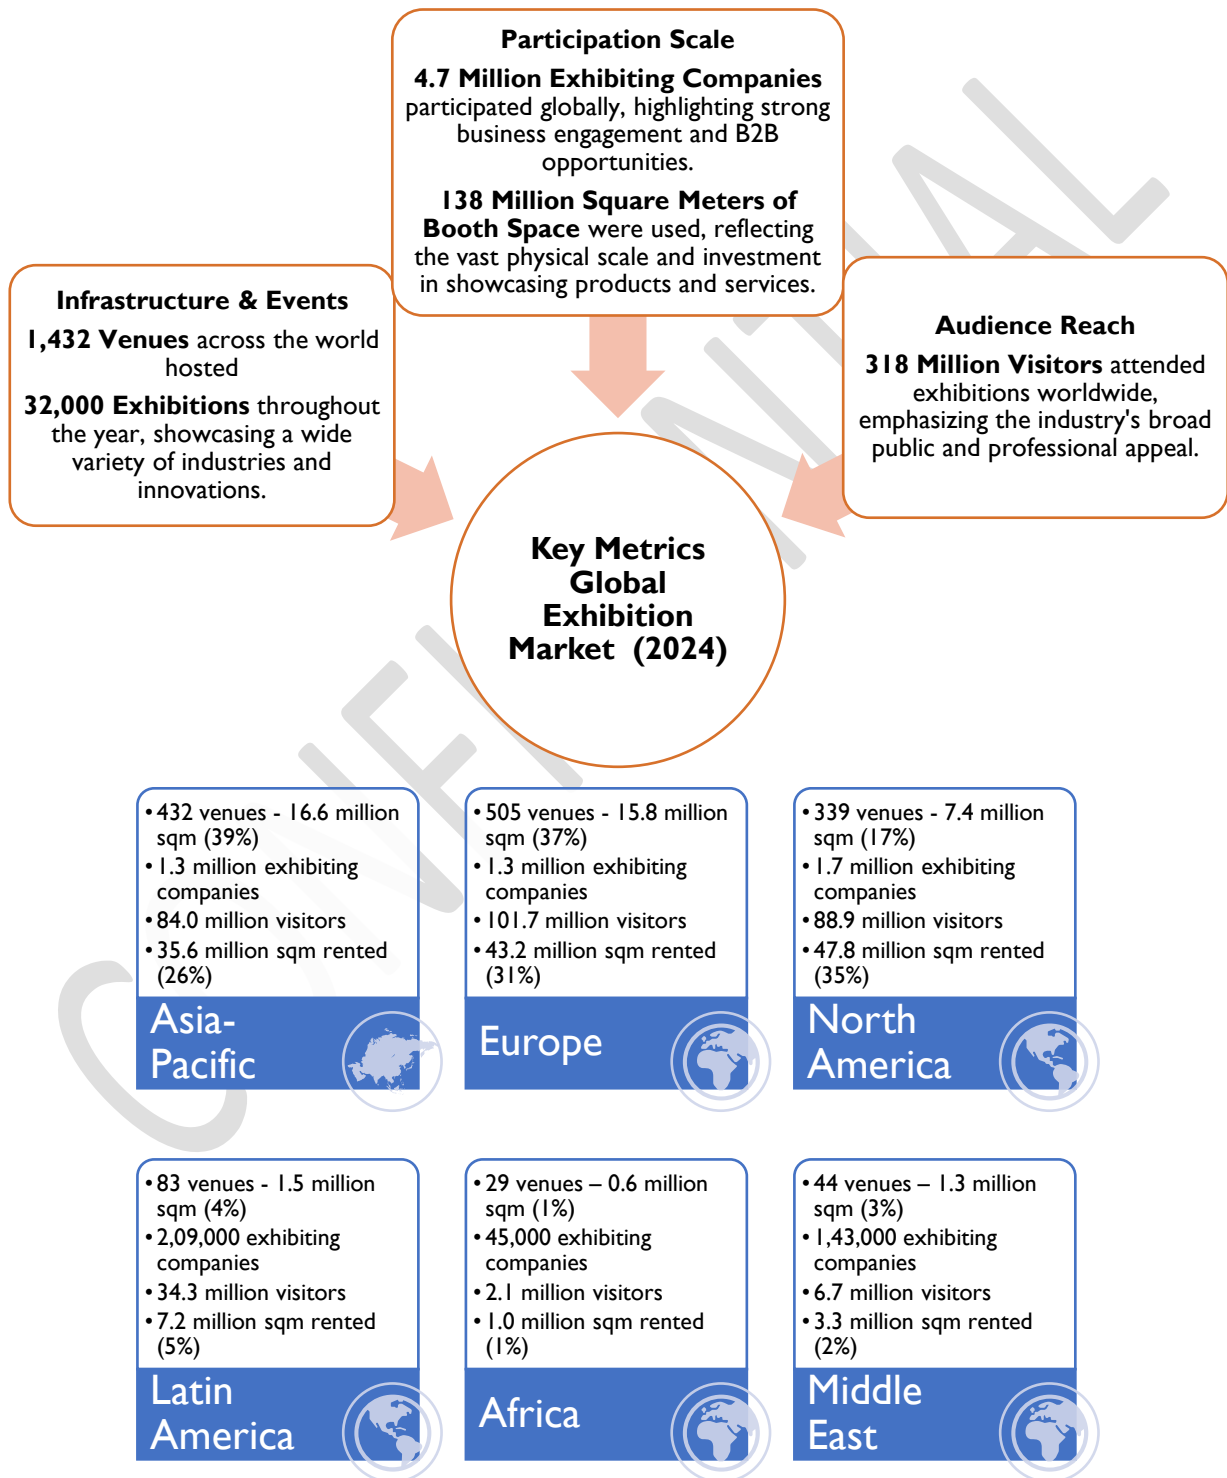 Participation Scale
4.7 Million Exhibiting Companies
participated globally, highlighting strong
business engagement and B2B
opportunities.
138 Million Square Meters of
Booth Space were used, reflecting
the vast physical scale and investment
in showcasing products and services.
Infrastructure & Events
1,432 Venues across the world
hosted
32,000 Exhibitions throughout
the year, showcasing a wide
variety of industries and
innovations.
Audience Reach
318 Million Visitors attended
exhibitions worldwide,
emphasizing the industry's broad
public and professional appeal.
Key Metrics
Global
Exhibition
Market (2024)
• 432 venues - 16.6 million
sqm (39%)
• 1.3 million exhibiting
companies
• 84.0 million visitors
• 35.6 million sqm rented
(26%)
Asia-
Pacific
• 505 venues - 15.8 million
sqm (37%)
• 1.3 million exhibiting
companies
• 101.7 million visitors
• 43.2 million sqm rented
(31%)
Europe
• 339 venues - 7.4 million
sqm (17%)
• 1.7 million exhibiting
companies
• 88.9 million visitors
• 47.8 million sqm rented
(35%)
North
America
• 83 venues - 1.5 million
sqm (4%)
• 2,09,000 exhibiting
companies
• 34.3 million visitors
• 7.2 million sqm rented
(5%)
Latin
America
• 29 venues – 0.6 million
sqm (1%)
• 45,000 exhibiting
companies
• 2.1 million visitors
• 1.0 million sqm rented
(1%)
Africa
• 44 venues – 1.3 million
sqm (3%)
• 1,43,000 exhibiting
companies
• 6.7 million visitors
• 3.3 million sqm rented
(2%)
Middle
East